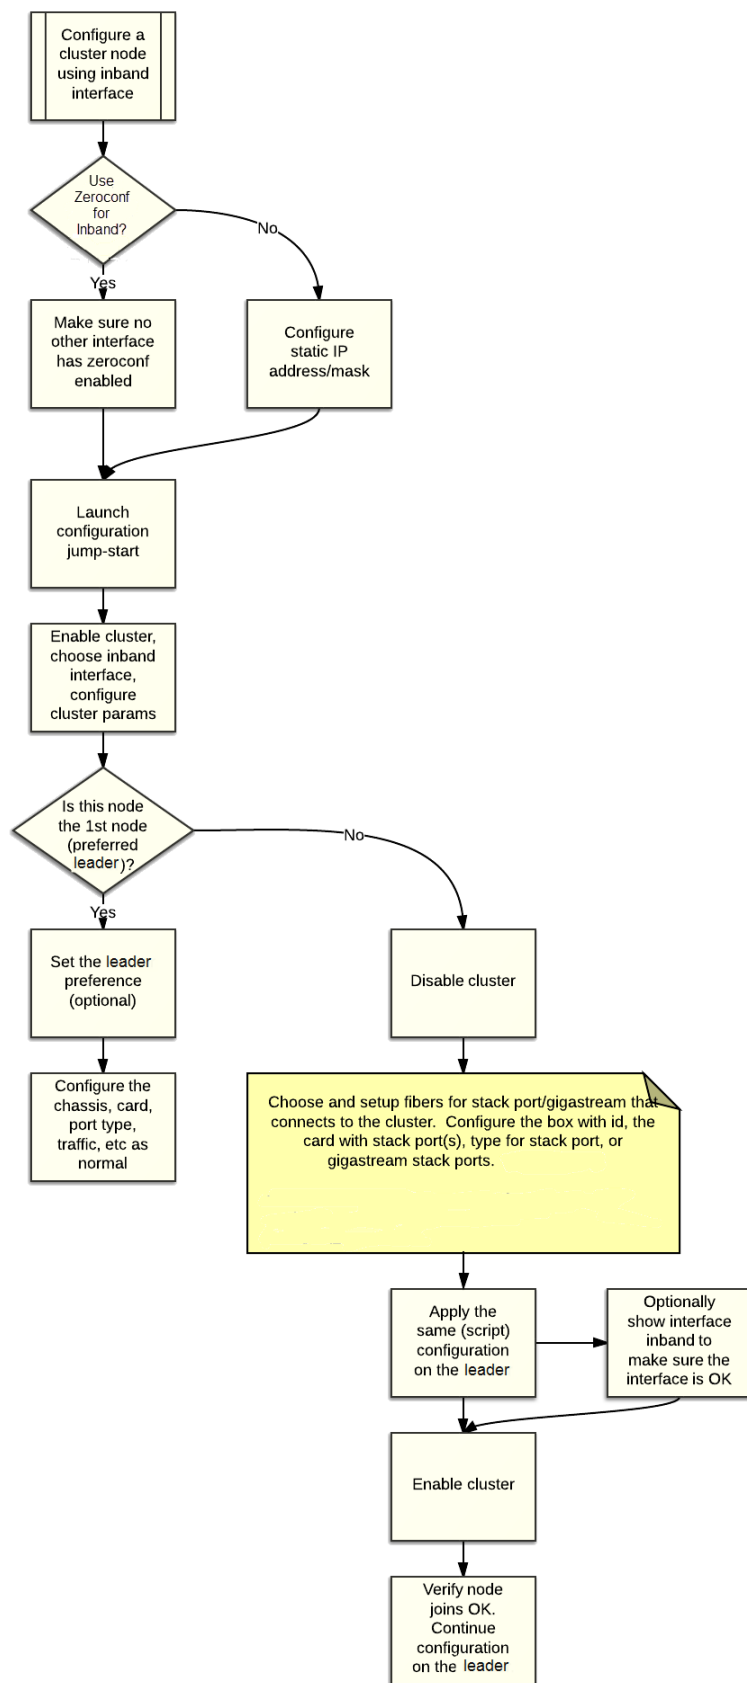 Configure a
cluster node
using inband
interface
Use
Zeroconf
for
Inband?
No
Yes
Make sure no
other interface
has zeroconf
enabled
Configure
static IP
address/mask
Launch
configuration
jump-start
Enable cluster,
choose inband
interface,
configure
cluster params
Is this node
the 1st node
(preferred
leader)?
No
Yes
Set the leader
preference
(optional)
Disable cluster
Configure the
chassis, card,
port type,
traffic, etc as
normal
Choose and setup fibers for stack port/gigastream that
connects to the cluster. Configure the box with id, the
card with stack port(s), type for stack port, or
gigastream stack ports.
Apply the
same (script)
configuration
on the leader
Optionally
show interface
inband to
make sure the
interface is OK
Enable cluster
Verify node
joins OK.
Continue
configuration
on the leader